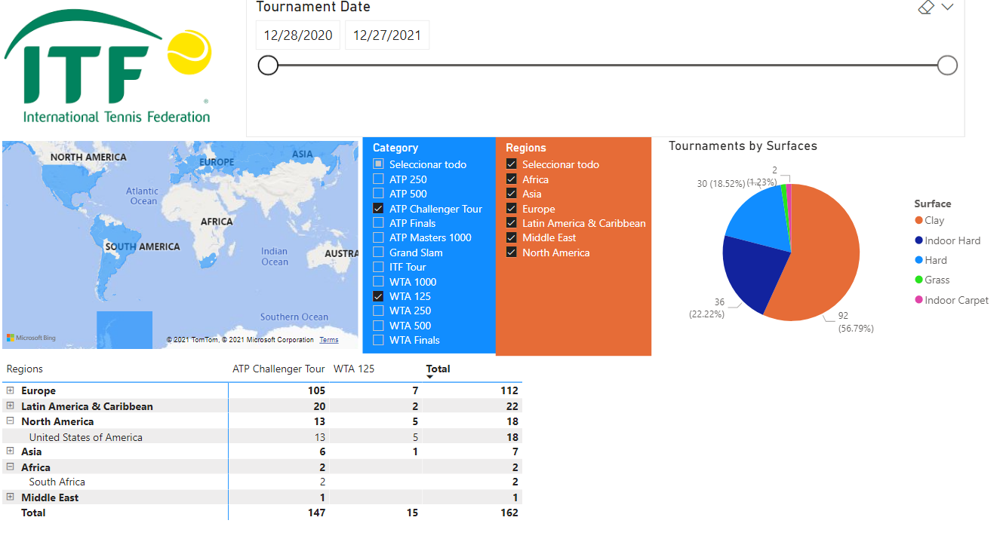 Tournament Date
12/28/2020 12/27/2021
ITF
®
International Tennis Federation
NORTH AMERICA
EUROPE
ASIA
Atlantic
Ocean
AFRICA
SOUTH AMERICA
Indian
Ocean
AUSTRA
Southern Ocean
Microsoft Bing
© 2021 TomTom, © 2021 Microsoft Corporation Terms
Category
Seleccionar todo
ATP 250
ATP 500
ATP Challenger Tour
ATP Finals
ATP Masters 1000
Grand Slam
ITF Tour
WTA 1000
WTA 125
WTA 250
WTA 500
WTA Finals
Regions
Seleccionar todo
Africa
Asia
Europe
Latin America & Caribbean
Middle East
North America
Tournaments by Surfaces
2
(1.23%)
30 (18.52%)
36
(22.22%)
92
(56.79%)
Surface
Clay
Indoor Hard
Hard
Grass
Indoor Carpet
Regions ATP Challenger Tour WTA 125 Total
Europe 105 7 112
Latin America & Caribbean 20 2 22
North America 13 5 18
United States of America 13 5 18
Asia 6 1 7
Africa 2 2
South Africa 2 2
Middle East 1 1
Total 147 15 162